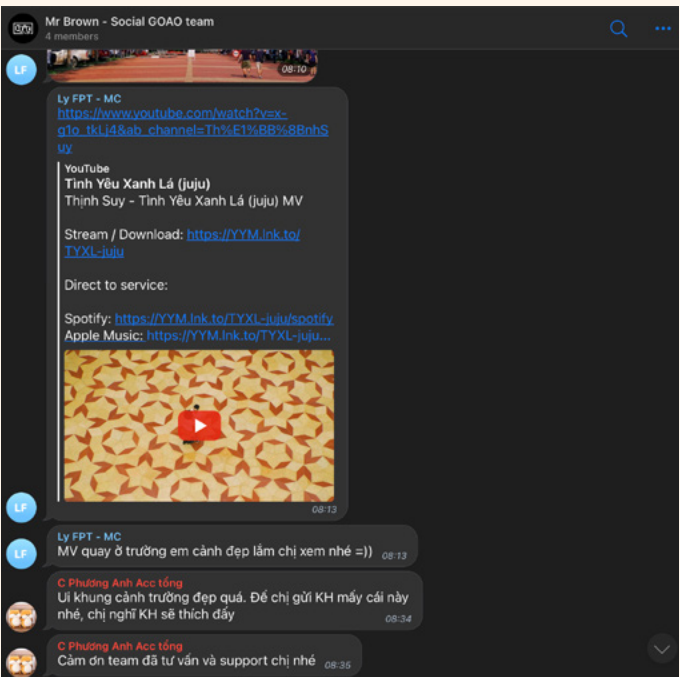 Mr Brown - Social GOAO team
4 members
LF
08:10
Ly FPT - MC
https://www.youtube.com/watch?v=x-
g1o_tkLj4&ab_channel=Th%E1%BB%8BnhS
uy
YouTube
Tình Yêu Xanh Lá (juju)
Thịnh Suy - Tình Yêu Xanh Lá (juju) MV
Stream / Download: https://YYM.lnk.to/
TYXL-juju
Direct to service:
Spotify: https://YYM.lnk.to/TYXL-juju/spotify
Apple Music: https://YYM.lnk.to/TYXL-juju...
LF
08:13
Ly FPT - MC
LF
MV quay ở trường em cảnh đẹp lắm chị xem nhé =)) 08:13
C Phương Anh Acc tổng
Ui khung cảnh trường đẹp quá. Để chị gửi KH mấy cái này
nhé, chị nghĩ KH sẽ thích đấy
08:34
C Phương Anh Acc tổng
Cảm ơn team đã tư vấn và support chị nhé 08:35